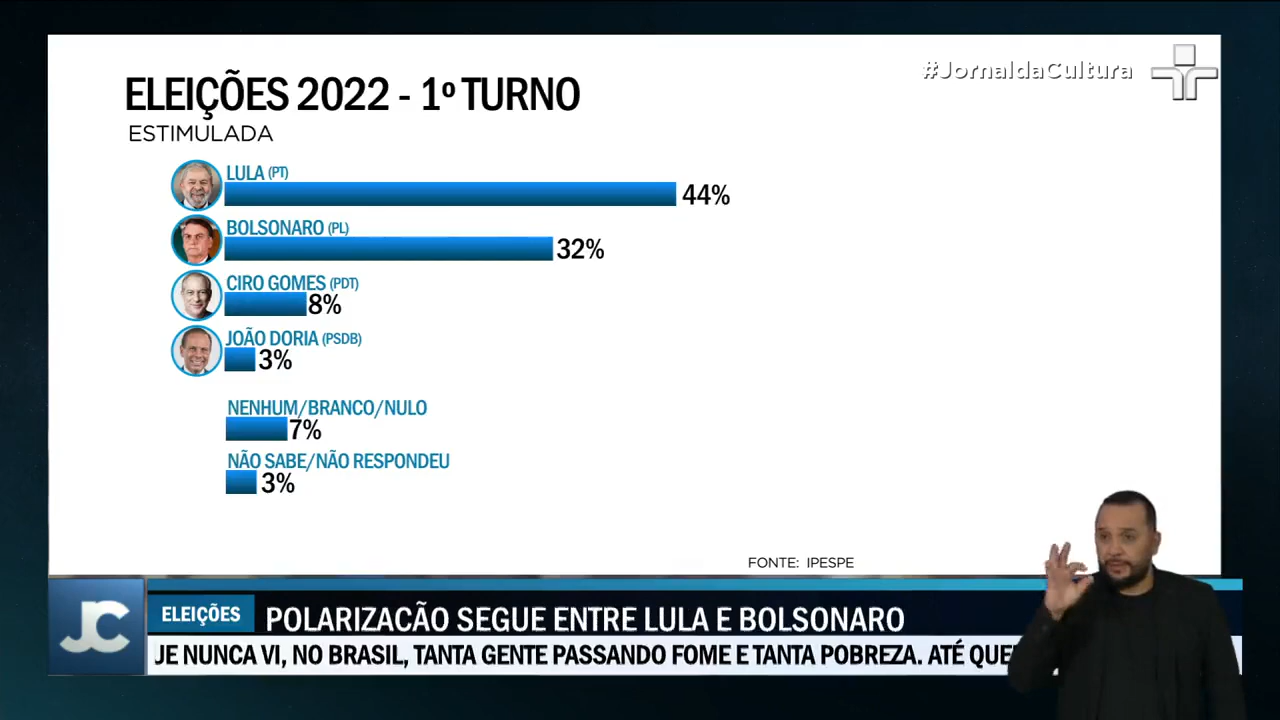 ELEIÇÕES 2022 - 1º TURNO
#JornaldaCultura
ESTIMULADA
LULA (PT)
44%
BOLSONARO (PL)
32%
CIRO GOMES (PDT)
8%
JOÃO DORIA (PSDB)
3%
NENHUM/BRANCO/NULO
7%
NÃO SABE/NÃO RESPONDEU
3%
FONTE: IPESPE
JC
ELEIÇÕES
POLARIZACÃO SEGUE ENTRE LULA E BOLSONARO
JE NUNCA VI, NO BRASIL, TANTA GENTE PASSANDO FOME E TANTA POBREZA. ATÉ